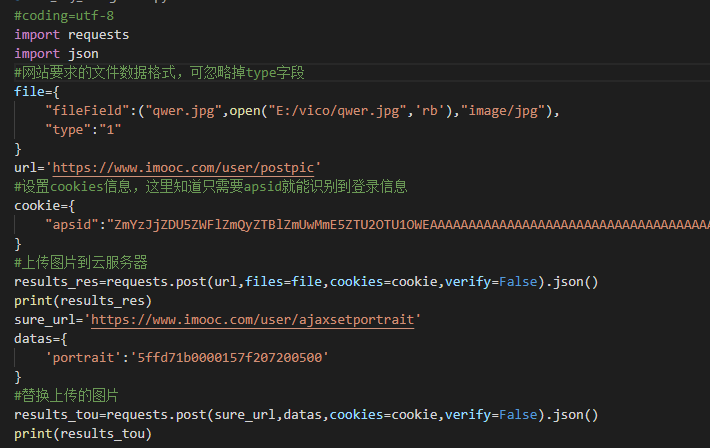 #coding=utf-8
import requests
import json
#网站要求的文件数据格式，可忽略掉type字段
file={
    "fileField":("qwer.jpg",open("E:/vico/qwer.jpg",'rb'),"image/jpg"),
    "type":"1"
}
url='https://www.imooc.com/user/postpic'
#设置cookies信息，这里知道只需要apsid就能识别到登录信息
cookie={
    "apsid":"ZmYzJjZDU5ZWFlZmQyZTBlZmUwMmE5ZTU2OTU1OWEAAAAAAAAAAAAAAAAAAAAAAAAAAAAAAAAAAAA
}
#上传图片到云服务器
results_res=requests.post(url,files=file,cookies=cookie,verify=False).json()
print(results_res)
sure_url='https://www.imooc.com/user/ajaxsetportrait'
datas={
    'portrait':'5ffd71b0000157f207200500'
}
#替换上传的图片
results_tou=requests.post(sure_url,datas,cookies=cookie,verify=False).json()
print(results_tou)